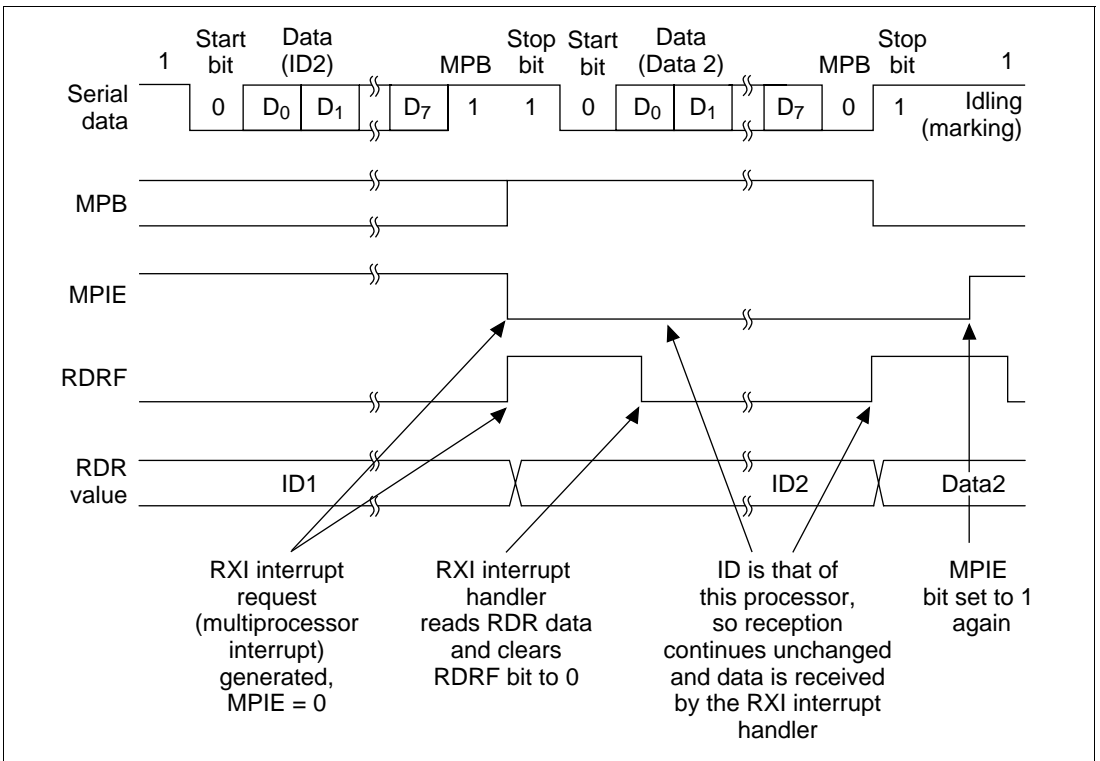 1 Start bit Data (ID2) MPB Stop bit Start bit Data (Data 2) MPB Stop bit 1
Serial data 0 D0 D1 D7 1 1 0 D0 D1 D7 0 1 Idling (marking)
MPB
MPIE
RDRF
RDR value ID1 ID2 Data2
RXI interrupt
request
(multiprocessor
interrupt)
generated,
MPIE = 0
RXI interrupt
handler
reads RDR data
and clears
RDRF bit to 0
ID is that of
this processor,
so reception
continues unchanged
and data is received
by the RXI interrupt
handler
MPIE
bit set to 1
again